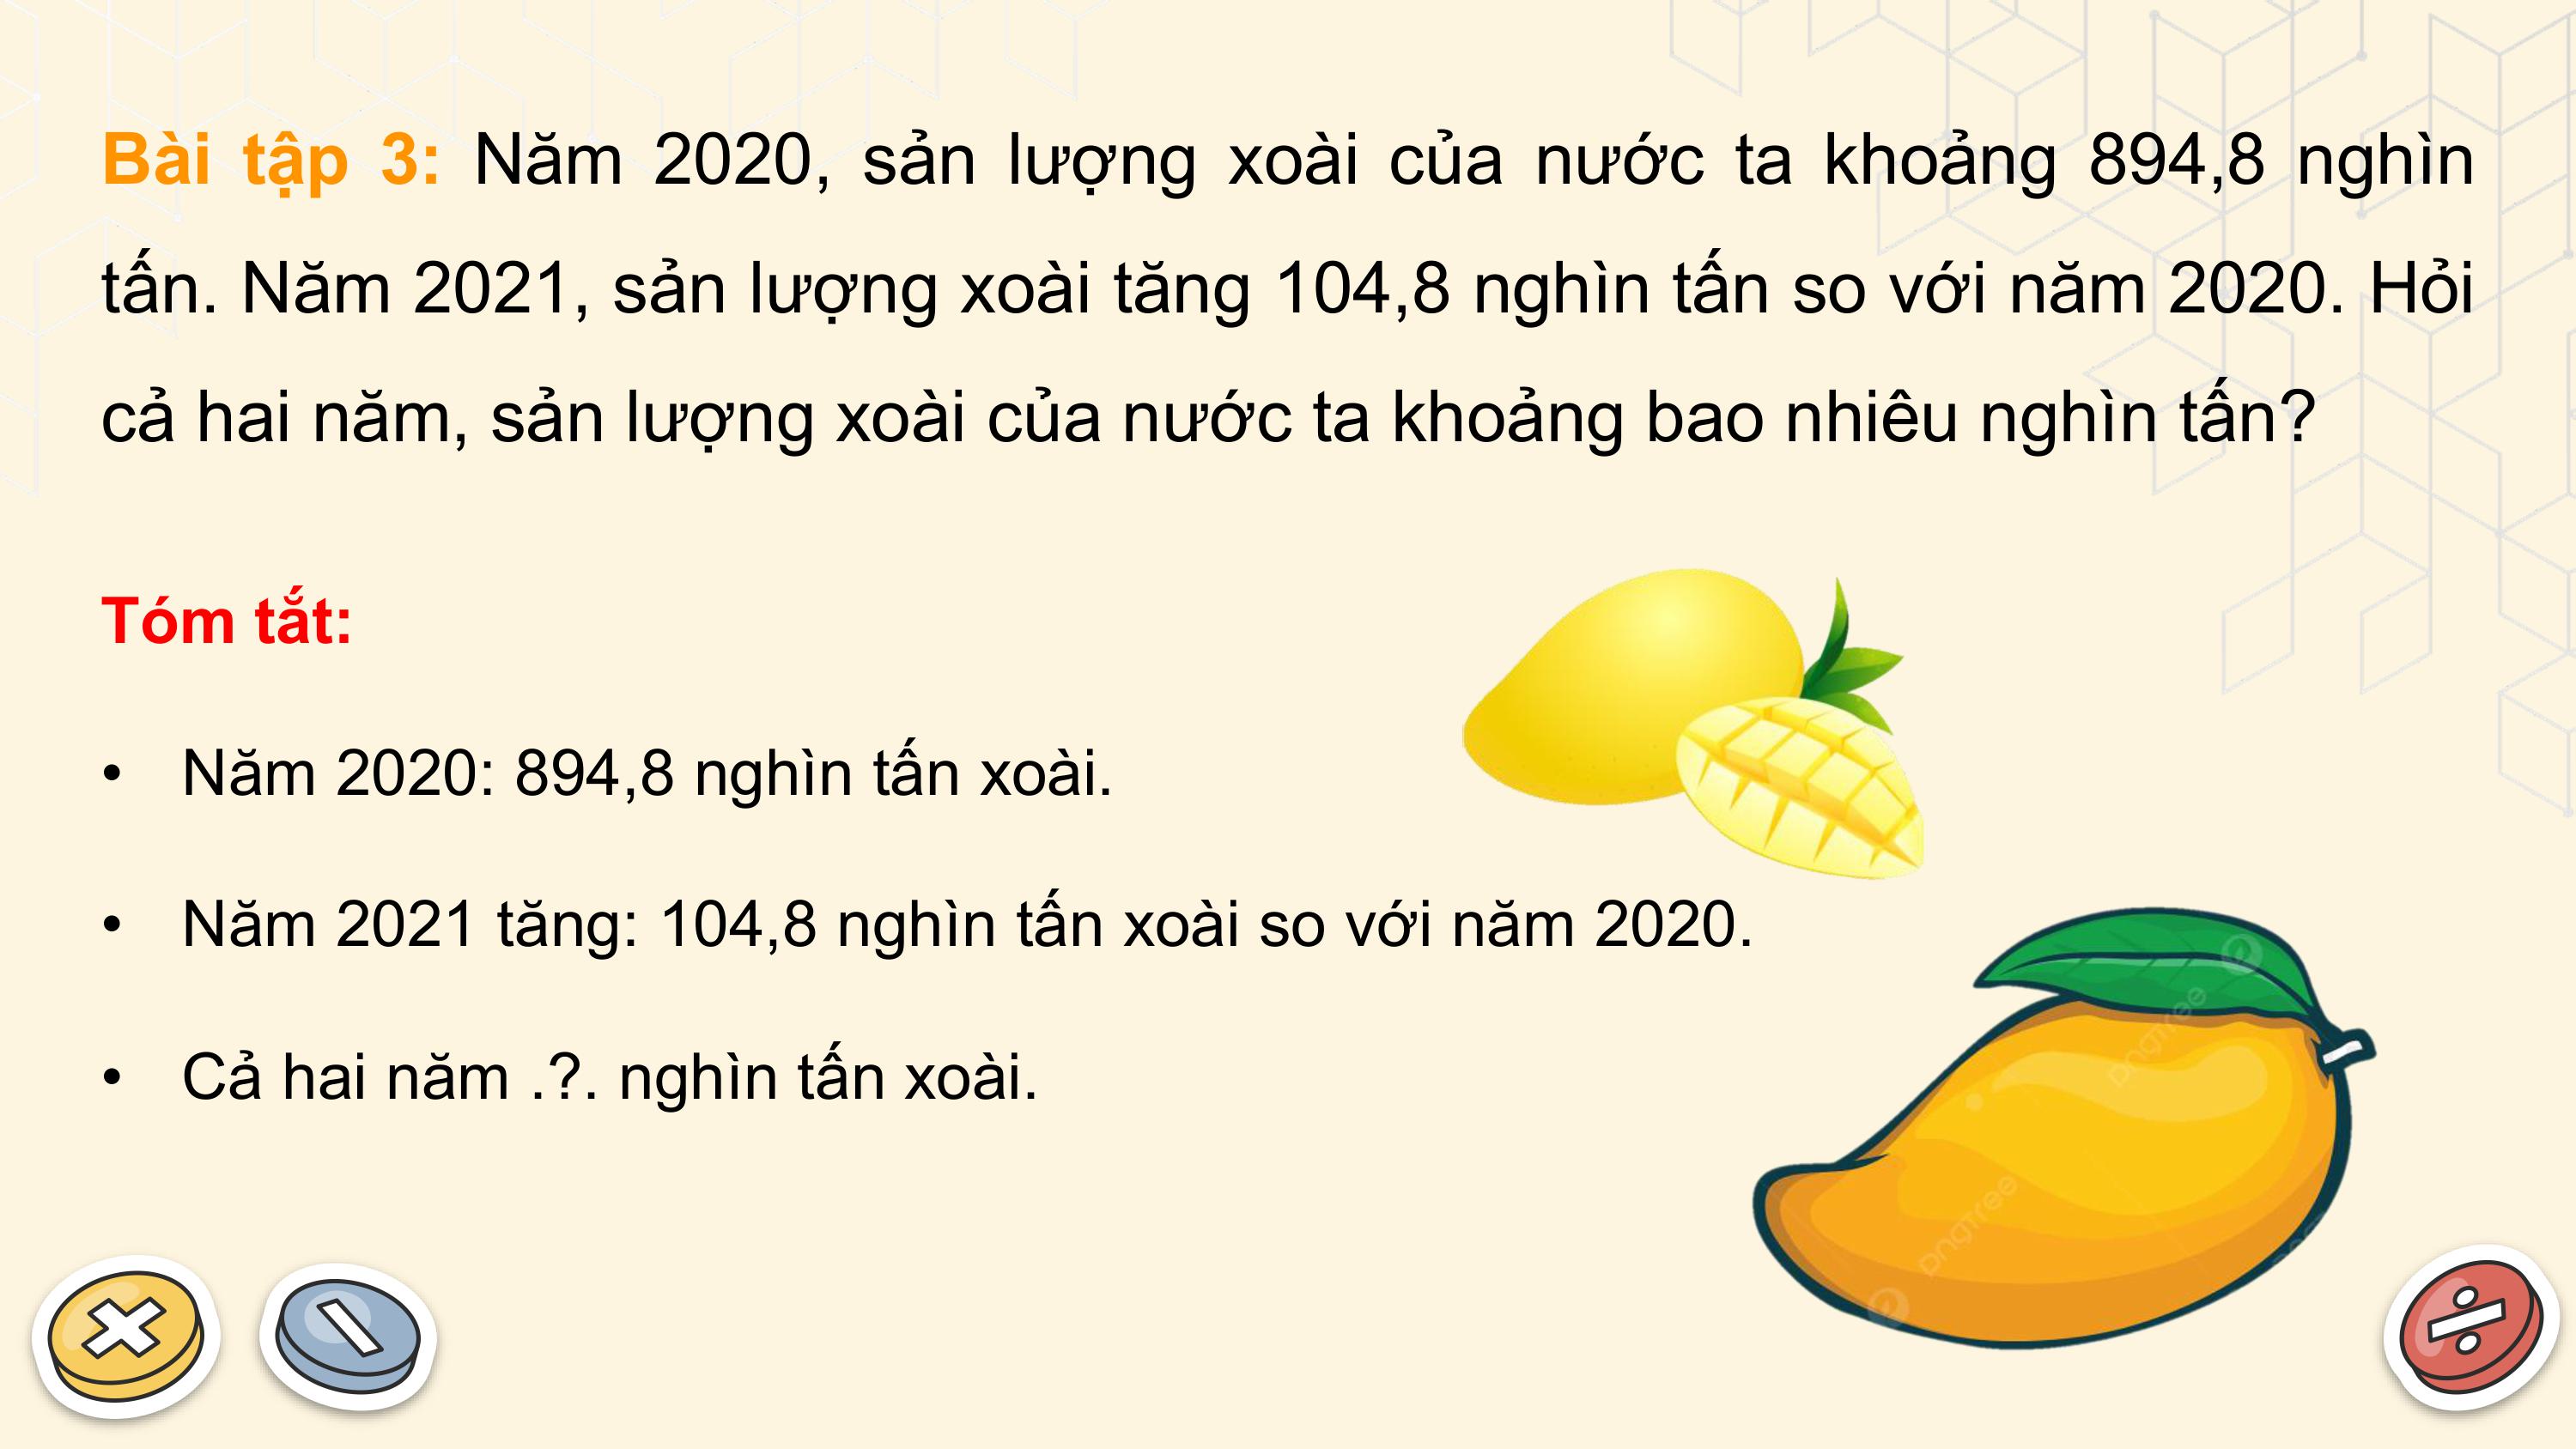 Bài tập 3: Năm 2020, sản lượng xoài của nước ta khoảng 894,8 nghìn
tấn. Năm 2021, sản lượng xoài tăng 104,8 nghìn tấn so với năm 2020. Hỏi
cả hai năm, sản lượng xoài của nước ta khoảng bao nhiêu nghìn tấn?
Tóm tắt:
• Năm 2020: 894,8 nghìn tấn xoài.
• Năm 2021 tăng: 104,8 nghìn tấn xoài so với năm 2020.
• Cả hai năm .?. nghìn tấn xoài.
pngtree
pngtree